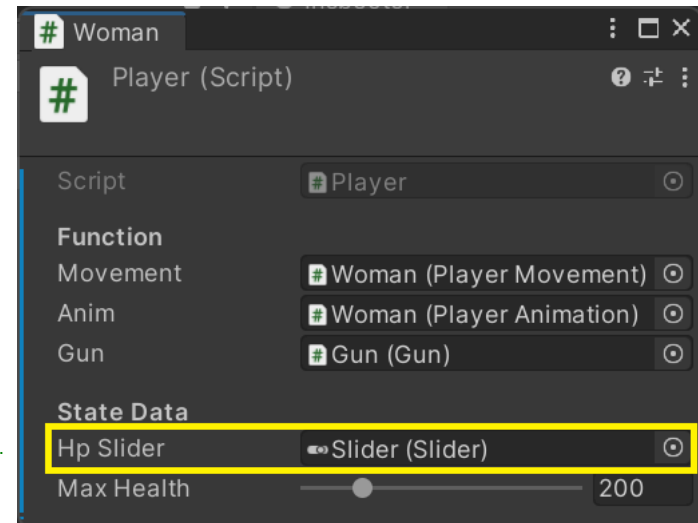 Woman
Player (Script)
Script Player
Function
Movement Woman (Player Movement)
Anim Woman (Player Animation)
Gun Gun (Gun)
State Data
Hp Slider Slider (Slider)
Max Health 200